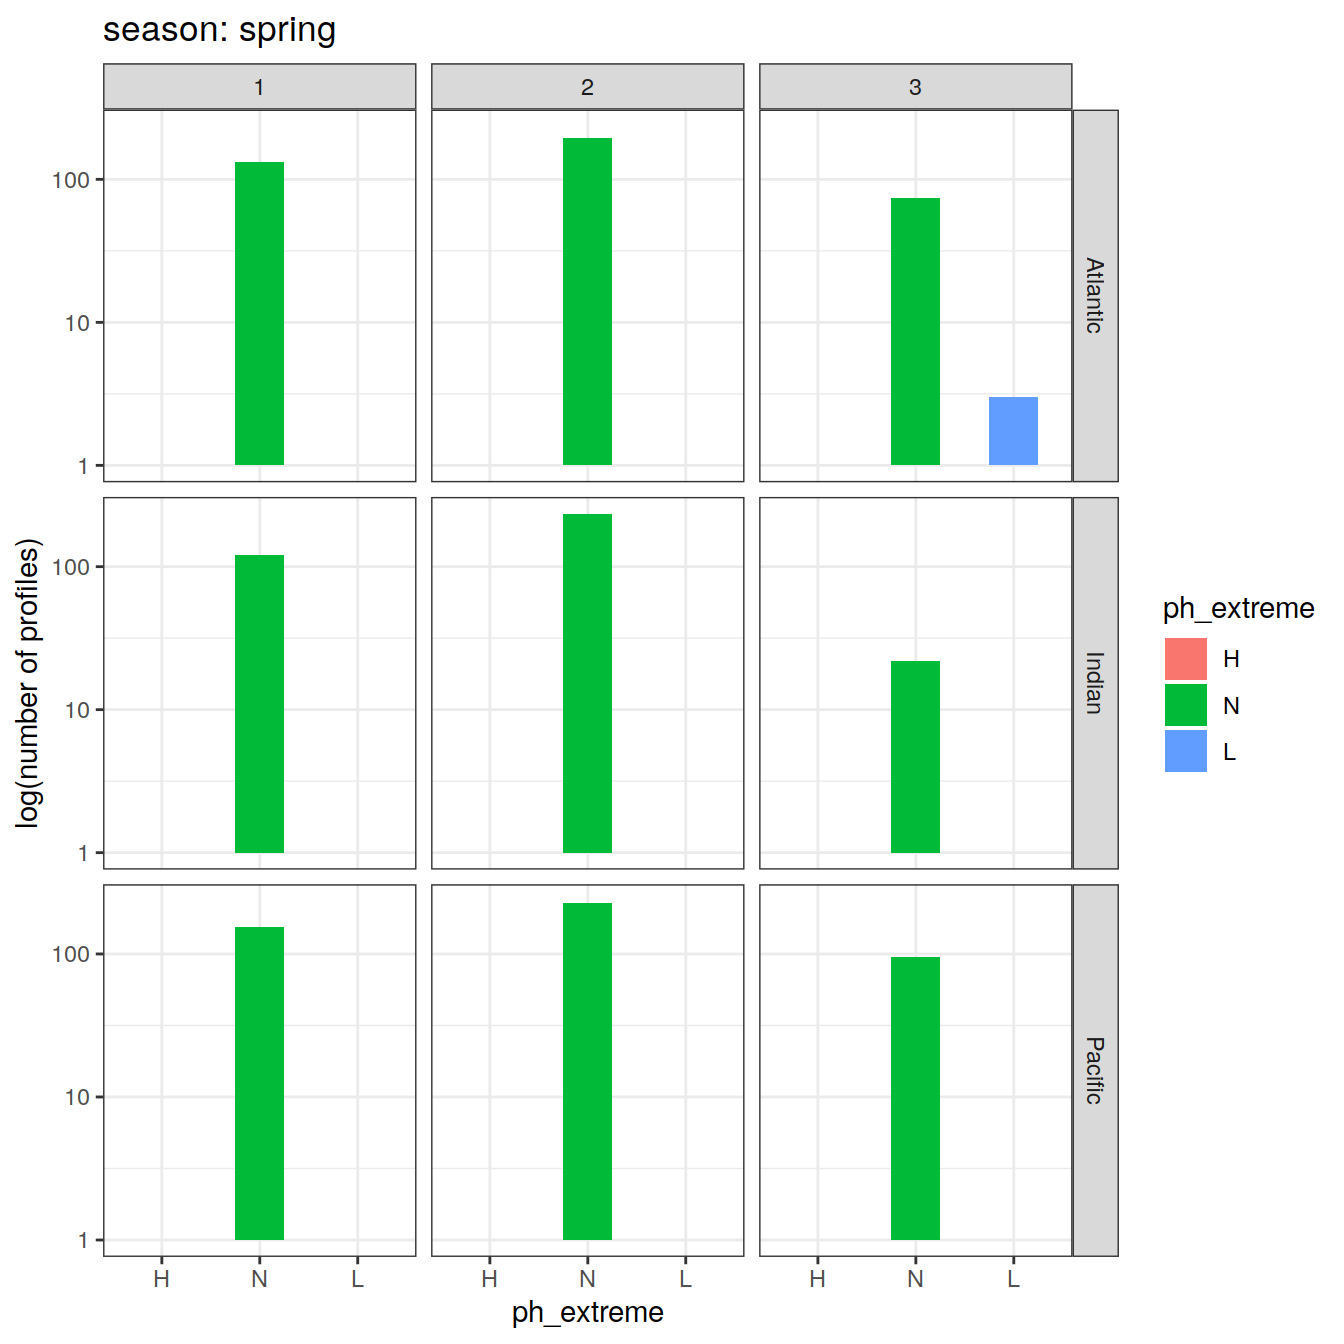 season: spring
1
2
3
100
10
1
Atlantic
100
10
1
Indian
100
10
1
Pacific
log(number of profiles)
H
N
L
H
N
L
H
N
L
ph_extreme
ph_extreme
H
N
L